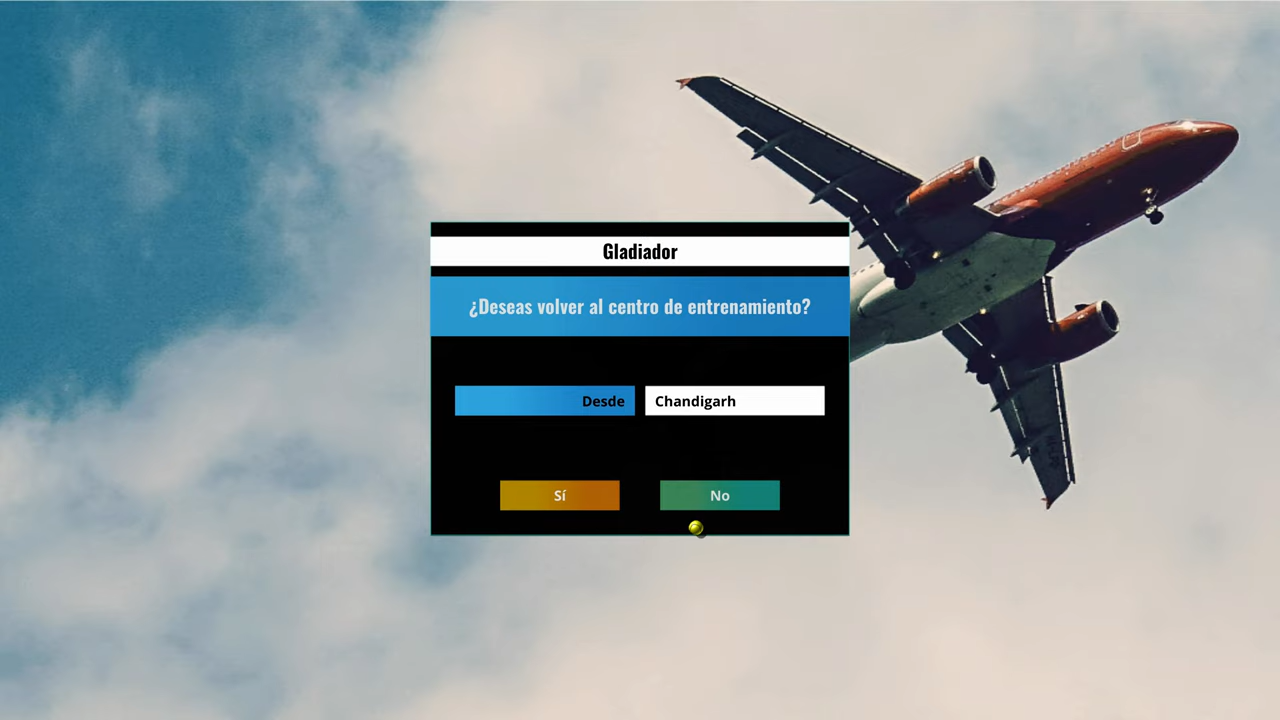 Gladiador
¿Deseas volver al centro de entrenamiento?
Desde Chandigarh
Sí No